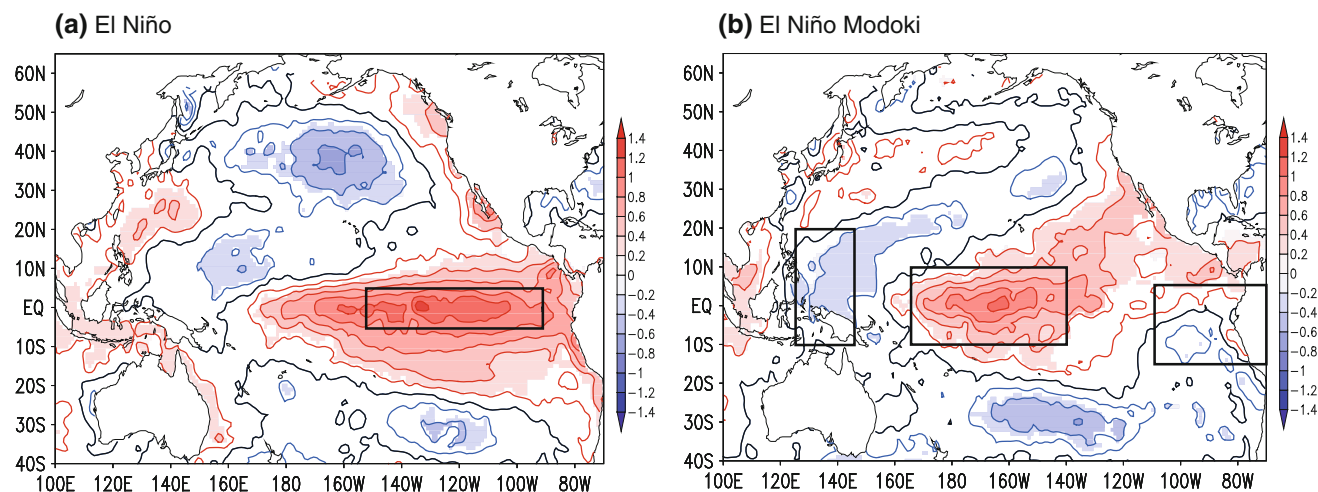 (a) El Niño
60N
50N
40N
30N
20N
10N
EQ
10S
20S
30S
40S
100E 120E 140E 160E 180 160W 140W 120W 100W 80W
1.4
1.2
1
0.8
0.6
0.4
0.2
0
−0.2
−0.4
−0.6
−0.8
−1
−1.2
−1.4
(b) El Niño Modoki
60N
50N
40N
30N
20N
10N
EQ
10S
20S
30S
40S
100E 120E 140E 160E 180 160W 140W 120W 100W 80W
1.4
1.2
1
0.8
0.6
0.4
0.2
0
−0.2
−0.4
−0.6
−0.8
−1
−1.2
−1.4